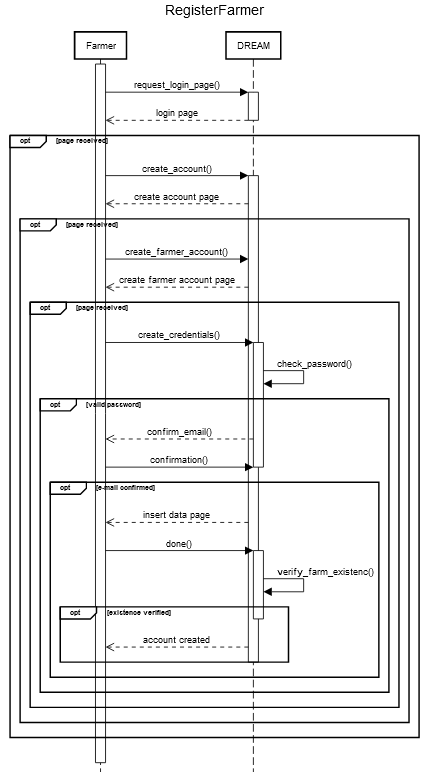 RegisterFarmer
Farmer
DREAM
request_login_page()
login page
opt [page received]
create_account()
create account page
opt [page received]
create_farmer_account()
create farmer account page
opt [page received]
create_credentials()
check_password()
opt [valid password]
confirm_email()
confirmation()
opt [e-mail confirmed]
insert data page
done()
verify_farm_existenc()
opt [existence verified]
account created